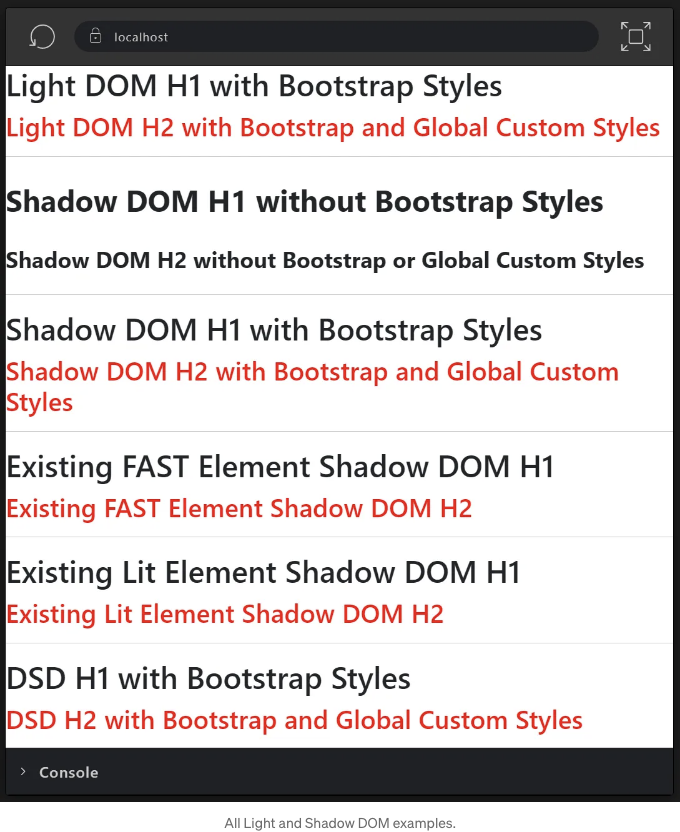 localhost
Light DOM H1 with Bootstrap Styles
Light DOM H2 with Bootstrap and Global Custom Styles
Shadow DOM H1 without Bootstrap Styles
Shadow DOM H2 without Bootstrap or Global Custom Styles
Shadow DOM H1 with Bootstrap Styles
Shadow DOM H2 with Bootstrap and Global Custom
Styles
Existing FAST Element Shadow DOM H1
Existing FAST Element Shadow DOM H2
Existing Lit Element Shadow DOM H1
Existing Lit Element Shadow DOM H2
DSD H1 with Bootstrap Styles
DSD H2 with Bootstrap and Global Custom Styles
Console
All Light and Shadow DOM examples.